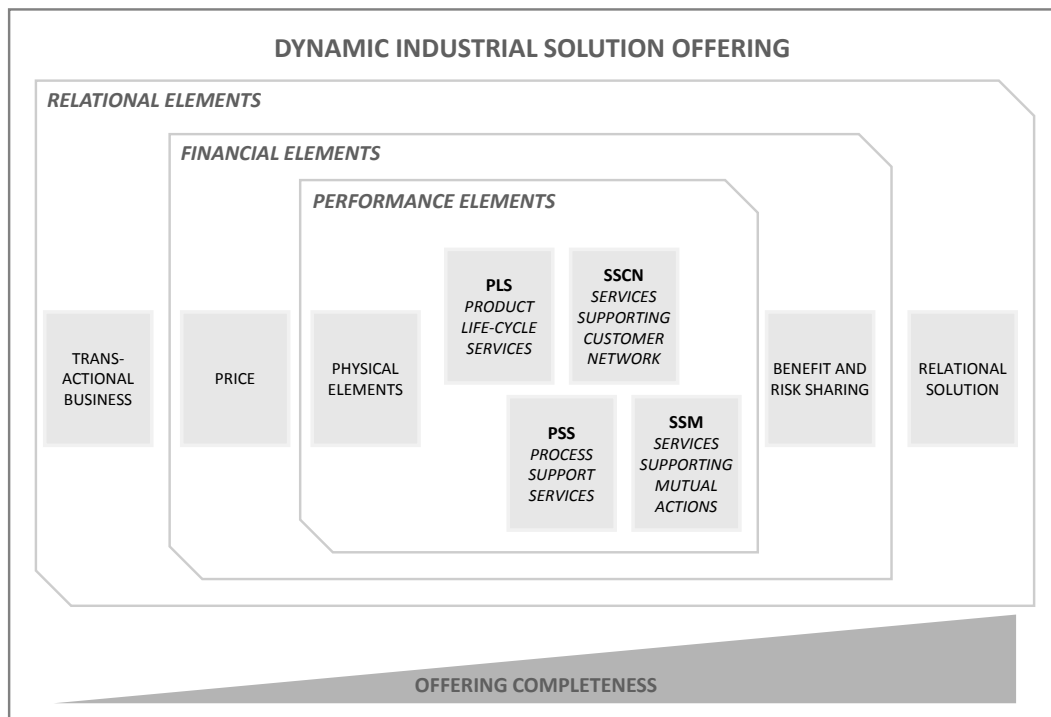 DYNAMIC INDUSTRIAL SOLUTION OFFERING
RELATIONAL ELEMENTS
FINANCIAL ELEMENTS
PERFORMANCE ELEMENTS
TRANS-
ACTIONAL
BUSINESS
PRICE
PHYSICAL
ELEMENTS
PLS
PRODUCT
LIFE-CYCLE
SERVICES
SSCN
SERVICES
SUPPORTING
CUSTOMER
NETWORK
PSS
PROCESS
SUPPORT
SERVICES
SSM
SERVICES
SUPPORTING
MUTUAL
ACTIONS
BENEFIT AND
RISK SHARING
RELATIONAL
SOLUTION
OFFERING COMPLETENESS